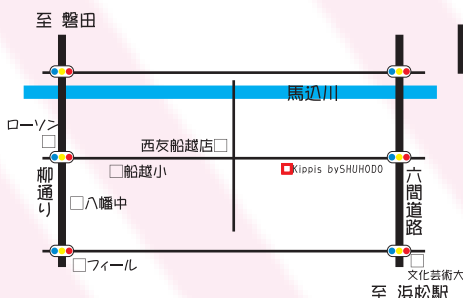 至 磐田
馬込川
ローソン
西友船越店
船越小
Kippis bySHUHODO
柳通り
八幡中
六間道路
フィール
文化芸術大
至 浜松駅